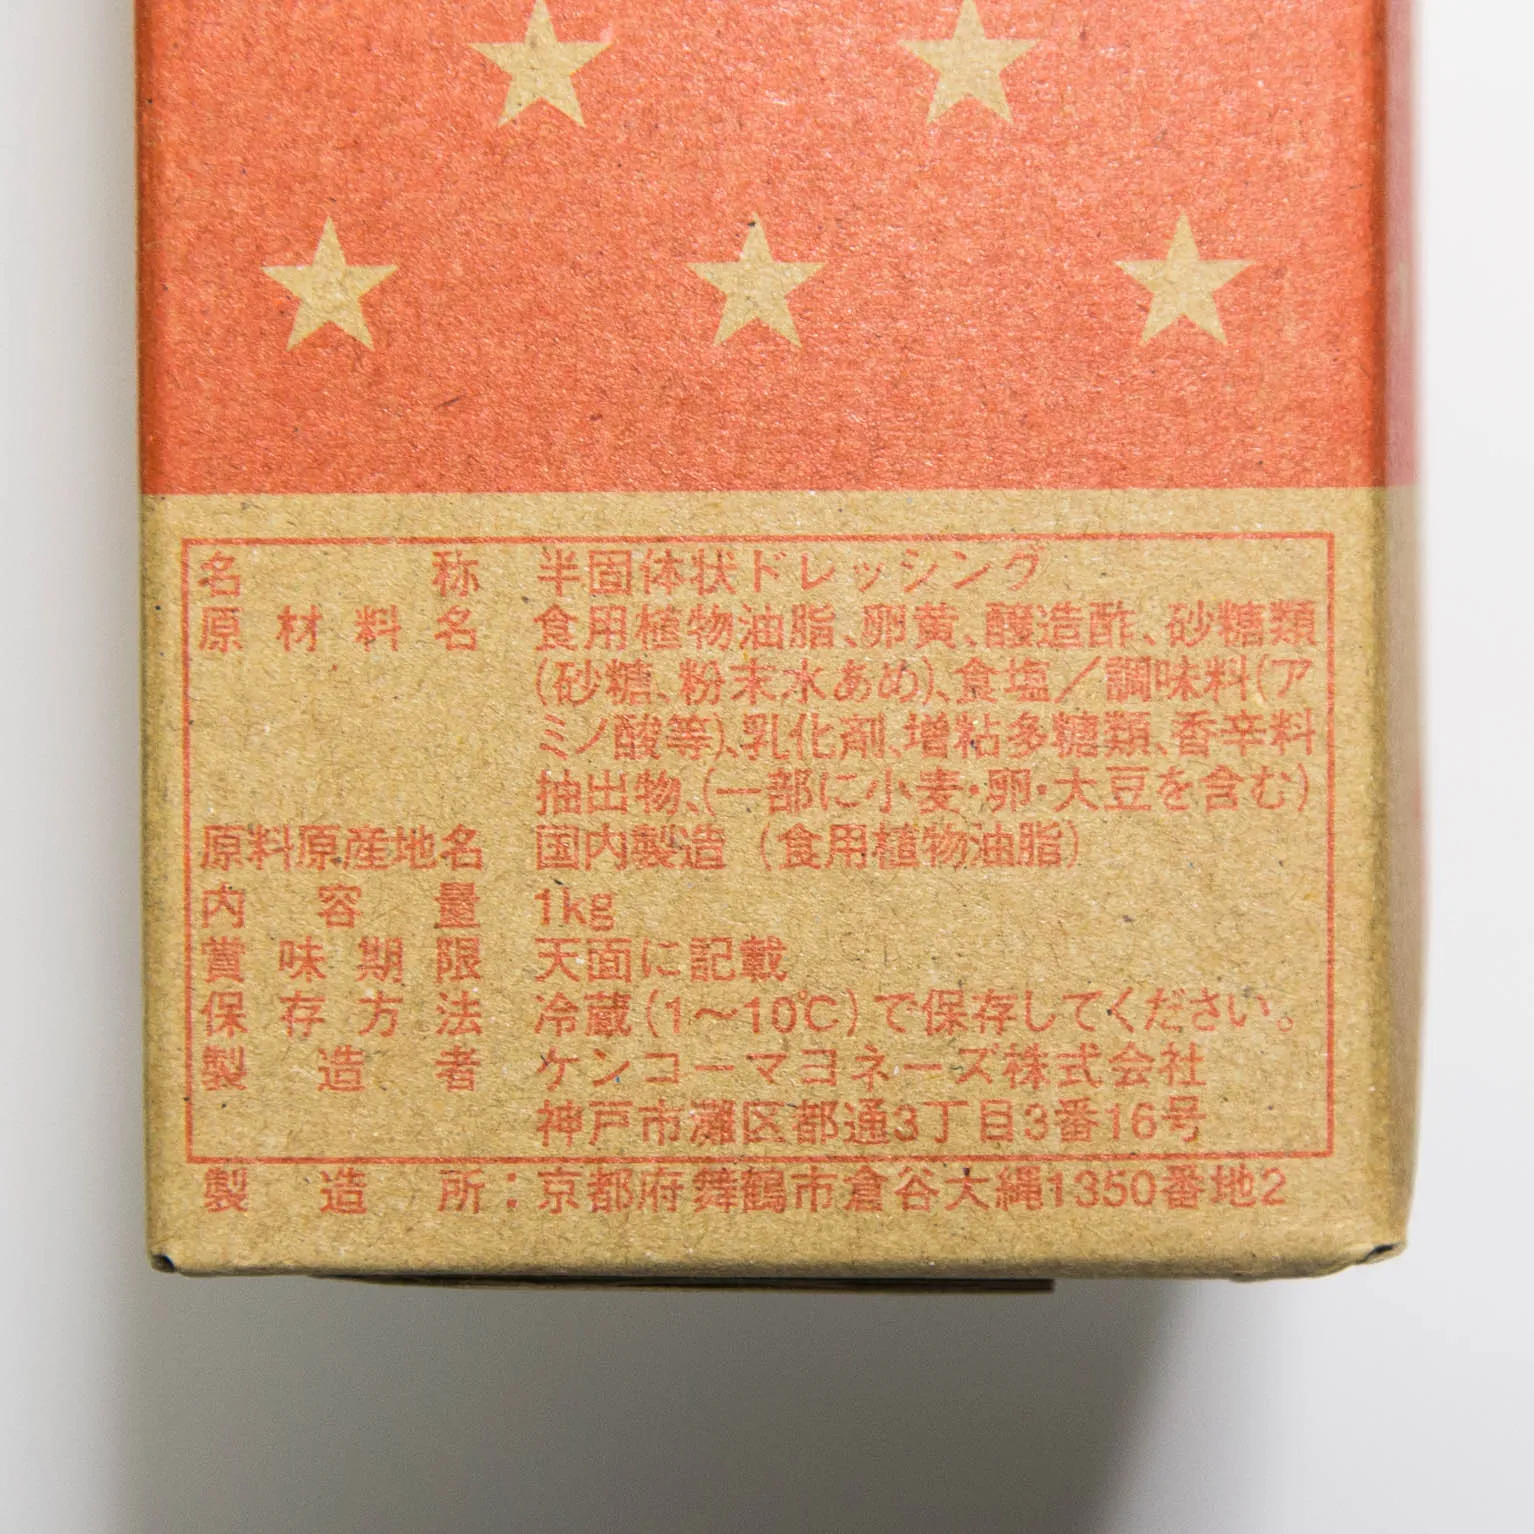 名称 半固体状ドレッシング
原材料名 食用植物油脂、卵黄、醸造酢、砂糖類
(砂糖、粉末水あめ)、食塩／調味料(ア
ミノ酸等)、乳化剤、増粘多糖類、香辛料
抽出物、(一部に小麦・卵・大豆を含む)
原料原産地名 国内製造 (食用植物油脂)
内容量 1kg
賞味期限 天面に記載
保存方法 冷蔵(1〜10℃)で保存してください。
製造者 ケンコーマヨネーズ株式会社
神戸市灘区都通3丁目3番16号
製造所:京都府舞鶴市倉谷大縄1350番地2